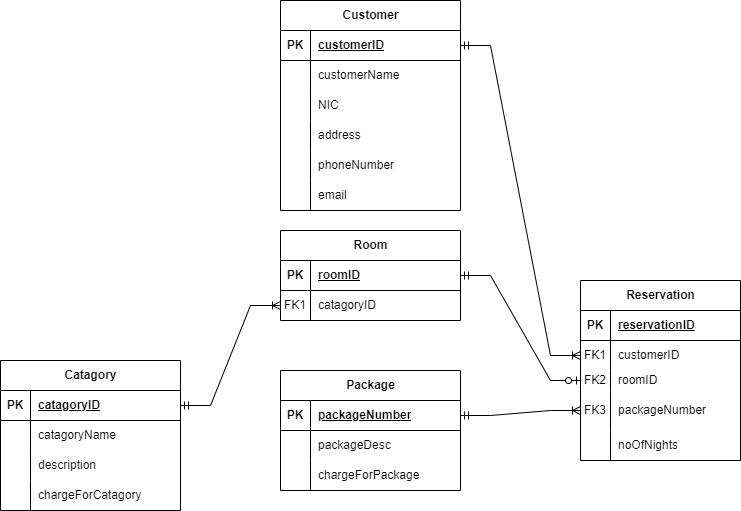 Customer
PK customerID
customerName
NIC
address
phoneNumber
email
Room
PK roomID
FK1 catagoryID
Reservation
PK reservationID
FK1 customerID
FK2 roomID
FK3 packageNumber
noOfNights
Catagory
PK catagoryID
catagoryName
description
chargeForCatagory
Package
PK packageNumber
packageDesc
chargeForPackage